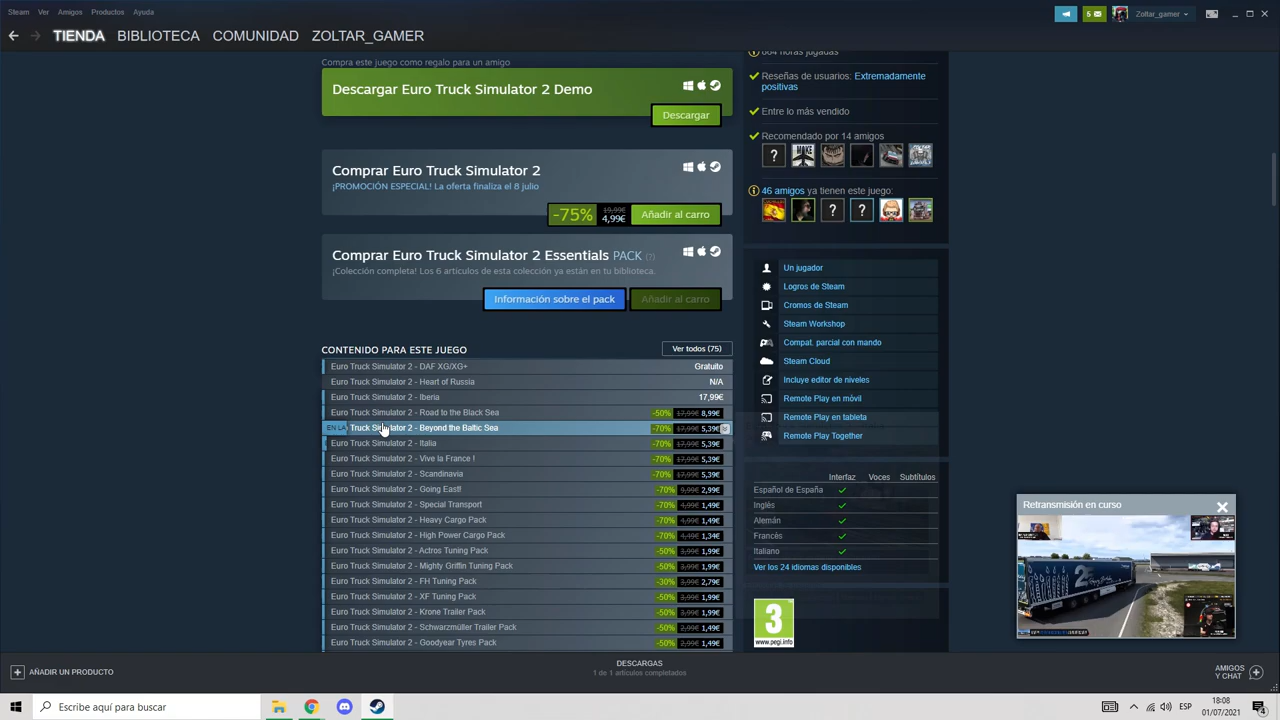 Steam Ver Amigos Productos Ayuda
5 Zoltar_gamer
TIENDA BIBLIOTECA COMUNIDAD ZOLTAR_GAMER
Compra este juego como regalo para un amigo
Descargar Euro Truck Simulator 2 Demo
Descargar
Comprar Euro Truck Simulator 2
¡PROMOCIÓN ESPECIAL! La oferta finaliza el 8 julio
-75% 19,99€ 4,99€ Añadir al carro
Comprar Euro Truck Simulator 2 Essentials PACK (?)
¡Colección completa! Los 6 artículos de esta colección ya están en tu biblioteca.
Información sobre el pack Añadir al carro
CONTENIDO PARA ESTE JUEGO Ver todos (75)
Euro Truck Simulator 2 - DAF XG/XG+ Gratuito
Euro Truck Simulator 2 - Heart of Russia N/A
Euro Truck Simulator 2 - Iberia 17,99€
Euro Truck Simulator 2 - Road to the Black Sea -50% 17,99€ 8,99€
EN LA Truck Simulator 2 - Beyond the Baltic Sea -70% 17,99€ 5,39€
Euro Truck Simulator 2 - Italia -70% 17,99€ 5,39€
Euro Truck Simulator 2 - Vive la France ! -70% 17,99€ 5,39€
Euro Truck Simulator 2 - Scandinavia -70% 17,99€ 5,39€
Euro Truck Simulator 2 - Going East! -70% 9,99€ 2,99€
Euro Truck Simulator 2 - Special Transport -70% 4,99€ 1,49€
Euro Truck Simulator 2 - Heavy Cargo Pack -70% 4,99€ 1,49€
Euro Truck Simulator 2 - High Power Cargo Pack -70% 4,49€ 1,34€
Euro Truck Simulator 2 - Actros Tuning Pack -50% 3,99€ 1,99€
Euro Truck Simulator 2 - Mighty Griffin Tuning Pack -50% 3,99€ 1,99€
Euro Truck Simulator 2 - FH Tuning Pack -30% 3,99€ 2,79€
Euro Truck Simulator 2 - XF Tuning Pack -50% 3,99€ 1,99€
Euro Truck Simulator 2 - Krone Trailer Pack -50% 3,99€ 1,99€
Euro Truck Simulator 2 - Schwarzmüller Trailer Pack -50% 2,99€ 1,49€
Euro Truck Simulator 2 - Goodyear Tyres Pack -50% 2,99€ 1,49€
664 horas jugadas
Reseñas de usuarios: Extremadamente
positivas
Entre lo más vendido
Recomendado por 14 amigos
46 amigos ya tienen este juego:
Un jugador
Logros de Steam
Cromos de Steam
Steam Workshop
Compat. parcial con mando
Steam Cloud
Incluye editor de niveles
Remote Play en móvil
Remote Play en tableta
Remote Play Together
Interfaz Voces Subtítulos
Español de España
Inglés
Alemán
Francés
Italiano
Ver los 24 idiomas disponibles
3
www.pegi.info
Retransmisión en curso
AÑADIR UN PRODUCTO
DESCARGAS
1 de 1 artículos completados
AMIGOS
Y CHAT
Escribe aquí para buscar
ESP
18:08
01/07/2021
4